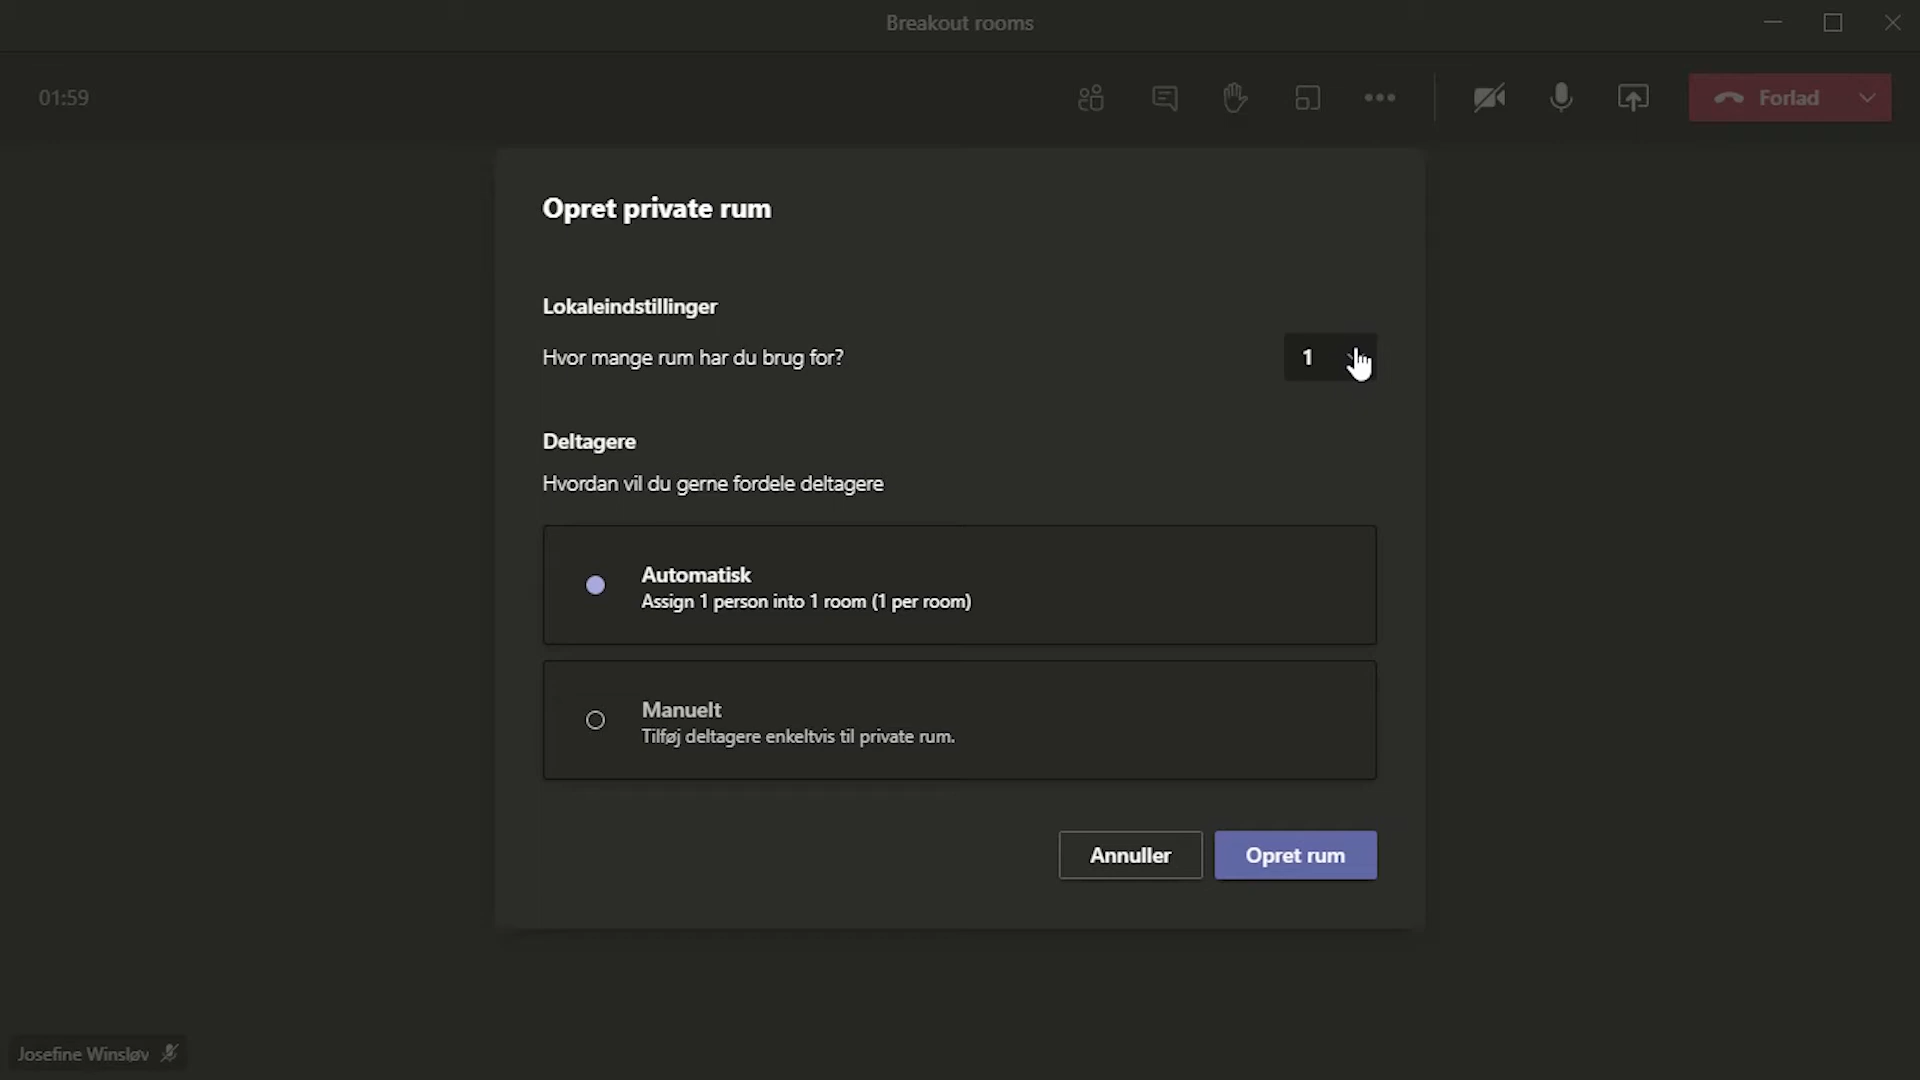 Breakout rooms
01:59
Forlad
Opret private rum
Lokaleindstillinger
Hvor mange rum har du brug for?
1
Deltagere
Hvordan vil du gerne fordele deltagere
Automatisk
Assign 1 person into 1 room (1 per room)
Manuelt
Tilføj deltagere enkeltvis til private rum.
Annuller
Opret rum
Josefine Winsløv